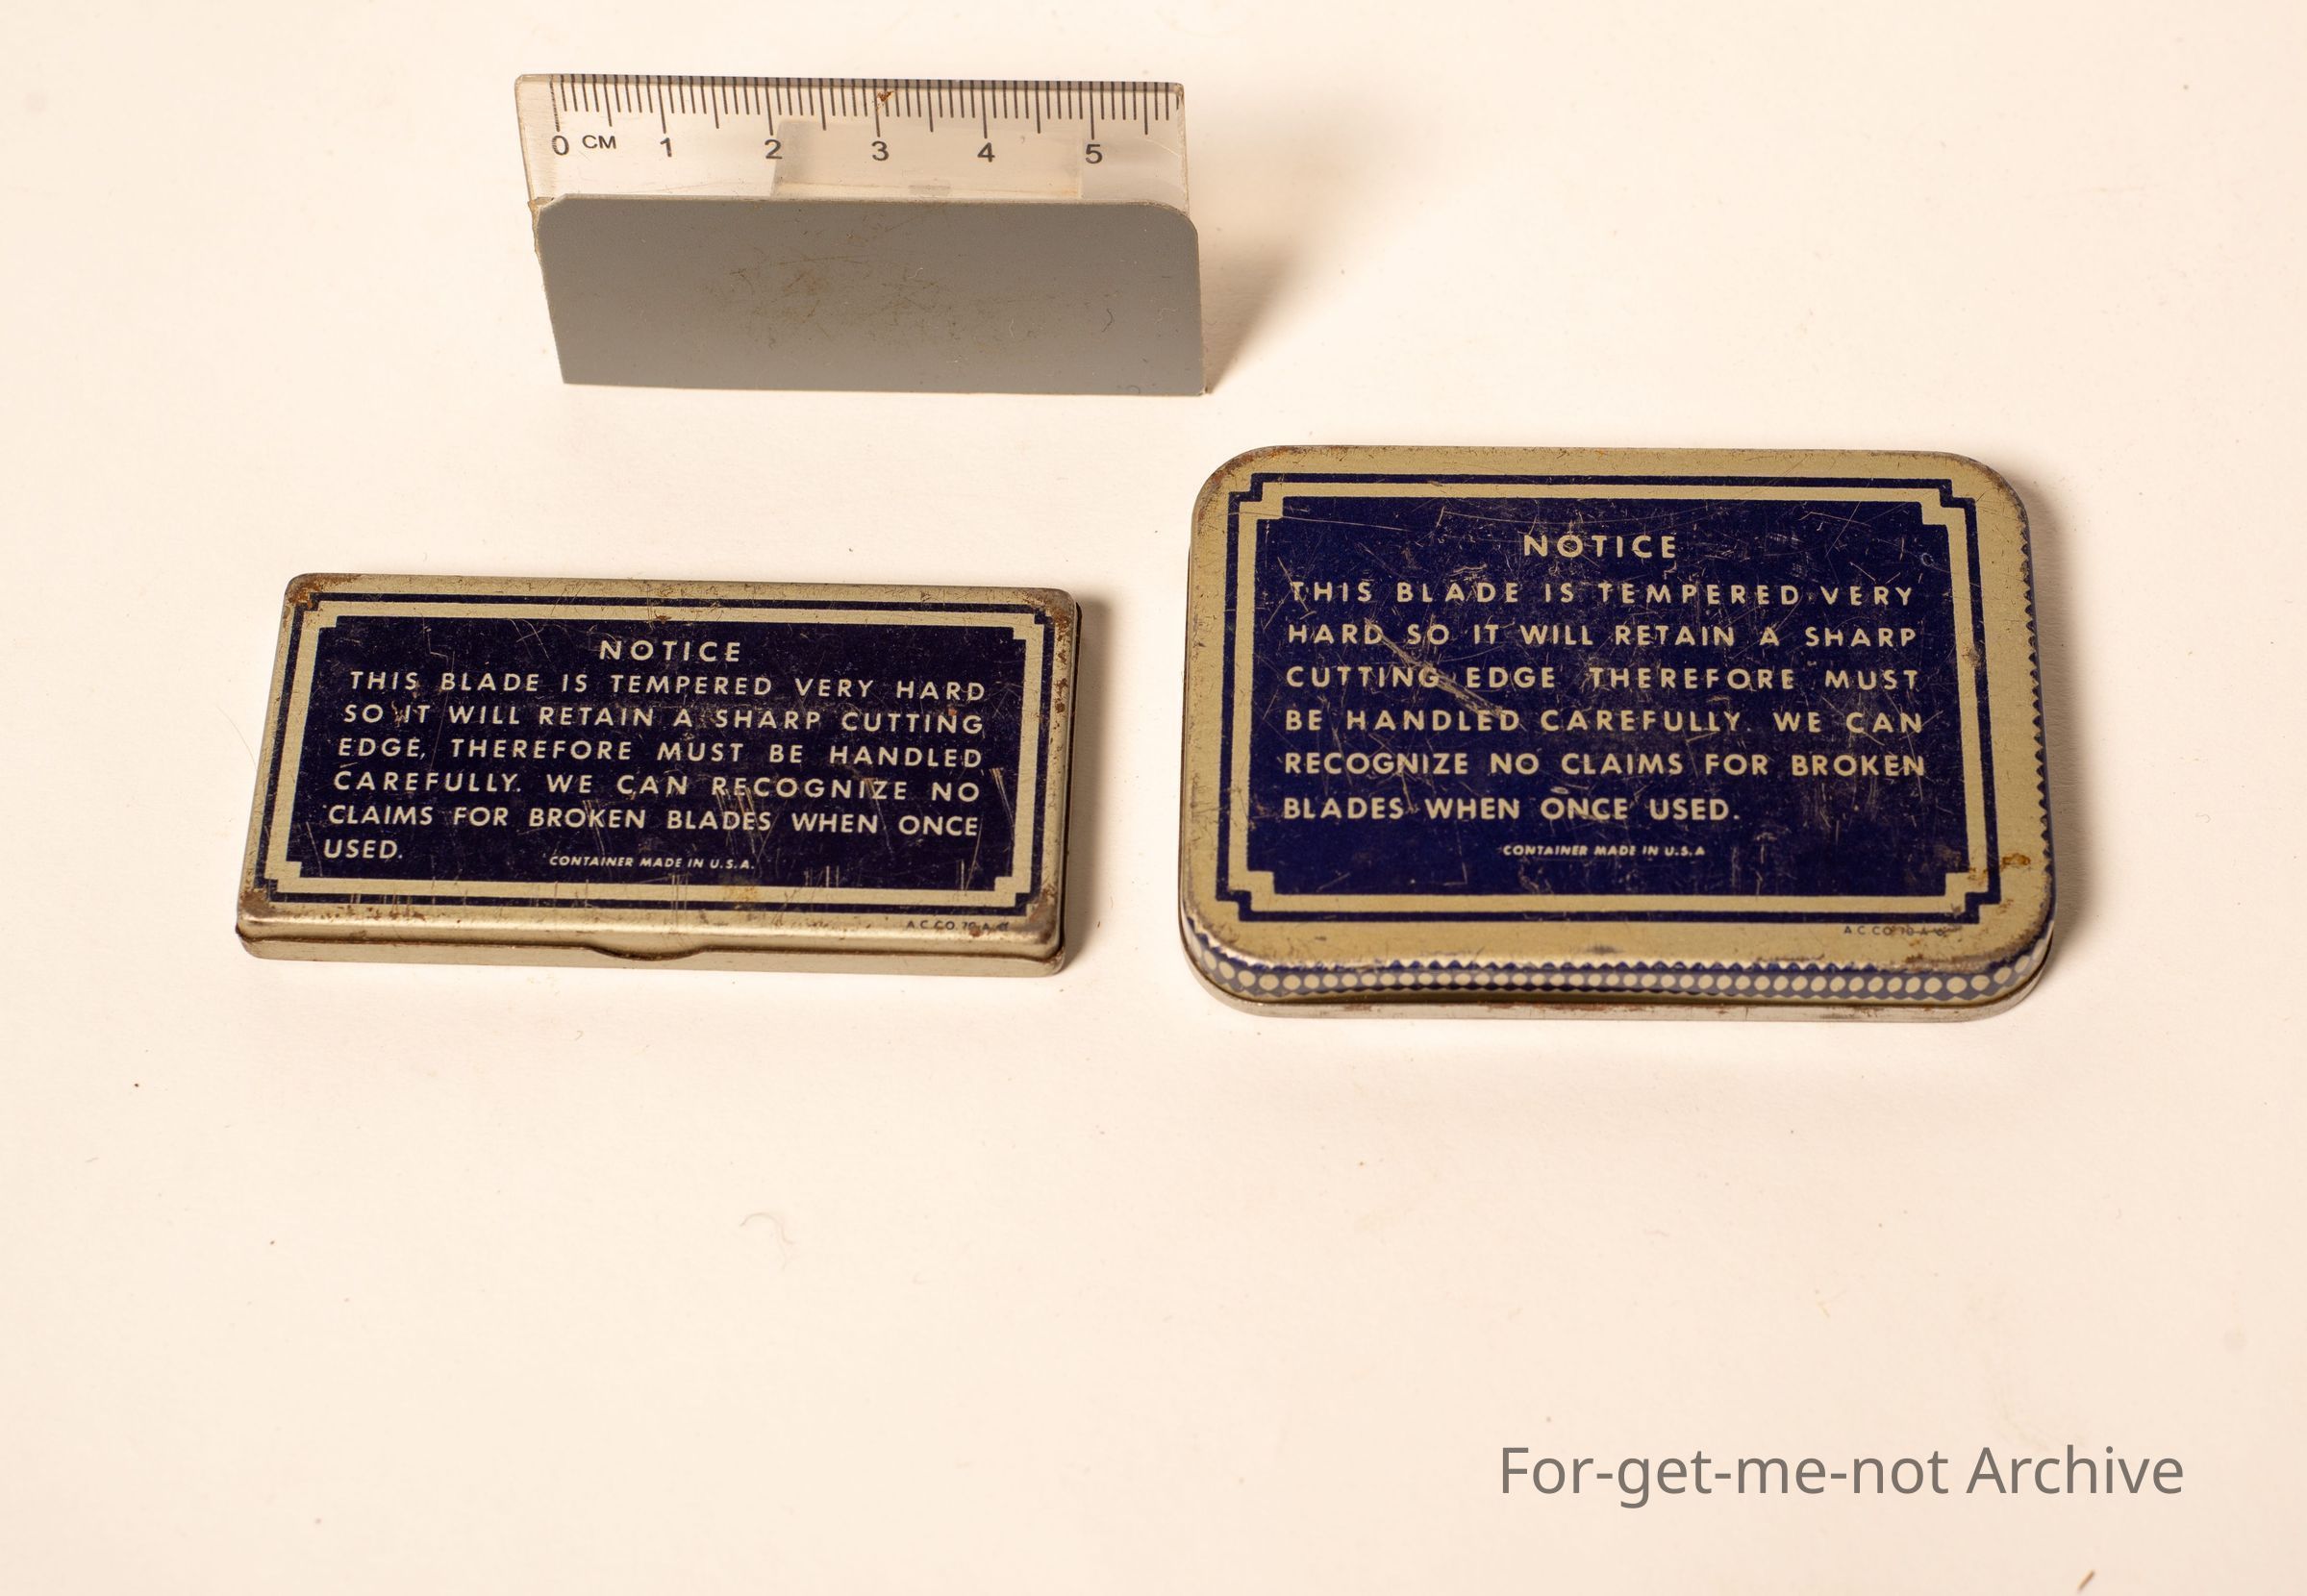 0 CM 1 2 3 4 5
NOTICE
THIS BLADE IS TEMPERED VERY HARD
SO IT WILL RETAIN A SHARP CUTTING
EDGE, THEREFORE MUST BE HANDLED
CAREFULLY. WE CAN RECOGNIZE NO
CLAIMS FOR BROKEN BLADES WHEN ONCE
USED.
CONTAINER MADE IN U.S.A.
A C CO
NOTICE
THIS BLADE IS TEMPERED VERY
HARD SO IT WILL RETAIN A SHARP
CUTTING EDGE THEREFORE MUST
BE HANDLED CAREFULLY. WE CAN
RECOGNIZE NO CLAIMS FOR BROKEN
BLADES WHEN ONCE USED.
CONTAINER MADE IN U.S.A
A C CO
For-get-me-not Archive